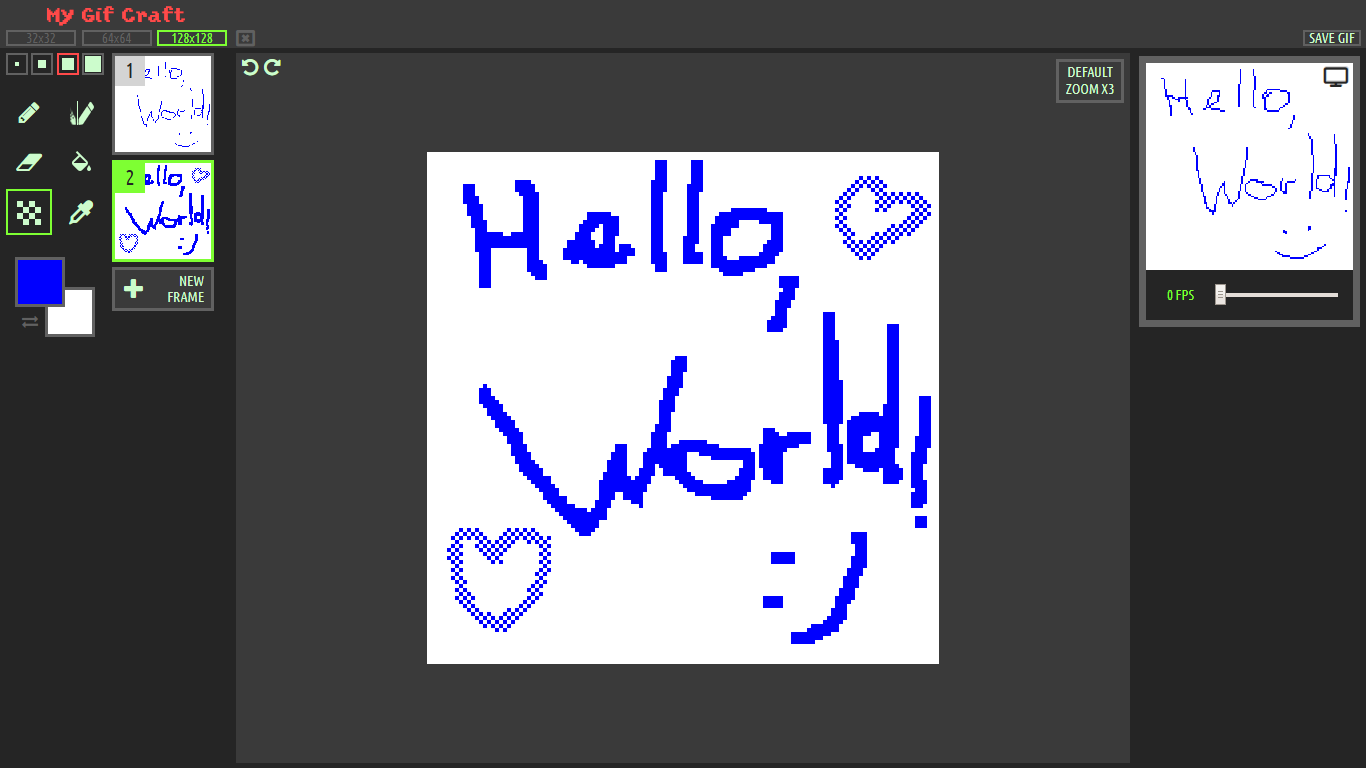 My Gif Craft
32x32 64x64 128x128
SAVE GIF
1
Hello,
World!
2
Hello,
World!
:)
NEW
FRAME
DEFAULT
ZOOM X3
Hello,
World!
:)
Hello,
World!
0 FPS